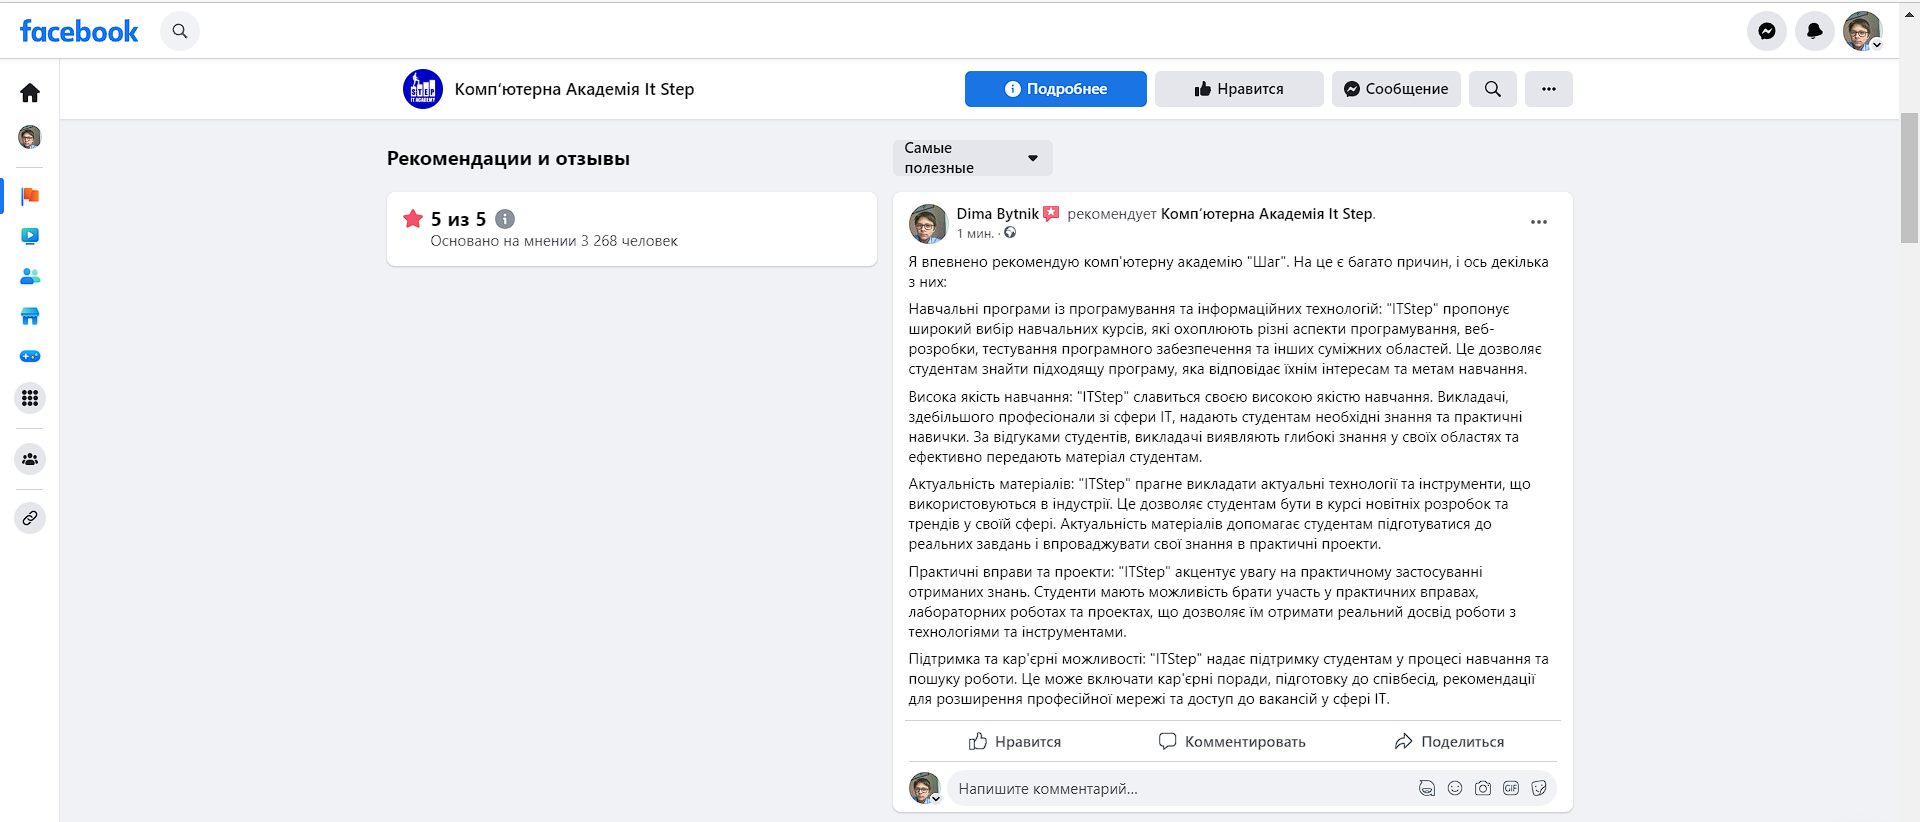 facebook
STEP
IT ACADEMY
Комп'ютерна Академія It Step
Подробнее
Нравится
Сообщение
Рекомендации и отзывы
Самые
полезные
5 из 5
Основано на мнении 3 268 человек
Dima Bytnik рекомендует Комп'ютерна Академія It Step.
1 мин. ·
Я впевнено рекомендую комп'ютерну академію "Шаг". На це є багато причин, і ось декілька
з них:
Навчальні програми із програмування та інформаційних технологій: "ITStep" пропонує
широкий вибір навчальних курсів, які охоплюють різні аспекти програмування, веб-
розробки, тестування програмного забезпечення та інших суміжних областей. Це дозволяє
студентам знайти підходящу програму, яка відповідає їхнім інтересам та метам навчання.
Висока якість навчання: "ITStep" славиться своєю високою якістю навчання. Викладачі,
здебільшого професіонали зі сфери ІТ, надають студентам необхідні знання та практичні
навички. За відгуками студентів, викладачі виявляють глибокі знання у своїх областях та
ефективно передають матеріал студентам.
Актуальність матеріалів: "ITStep" прагне викладати актуальні технології та інструменти, що
використовуються в індустрії. Це дозволяє студентам бути в курсі новітніх розробок та
трендів у своїй сфері. Актуальність матеріалів допомагає студентам підготуватися до
реальних завдань і впроваджувати свої знання в практичні проекти.
Практичні вправи та проекти: "ITStep" акцентує увагу на практичному застосуванні
отриманих знань. Студенти мають можливість брати участь у практичних вправах,
лабораторних роботах та проектах, що дозволяє їм отримати реальний досвід роботи з
технологіями та інструментами.
Підтримка та кар'єрні можливості: "ITStep" надає підтримку студентам у процесі навчання та
пошуку роботи. Це може включати кар'єрні поради, підготовку до співбесід, рекомендації
для розширення професійної мережі та доступ до вакансій у сфері ІТ.
Нравится
Комментировать
Поделиться
Напишите комментарий...
GIF